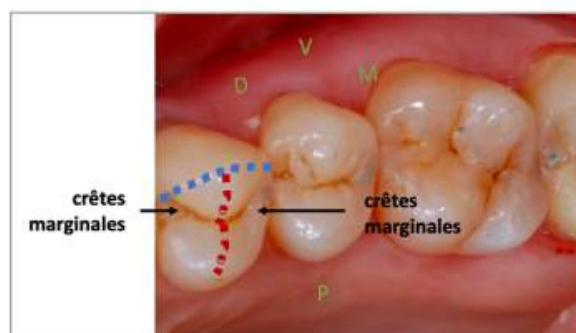 V
D
M
crêtes
marginales
crêtes
marginales
P